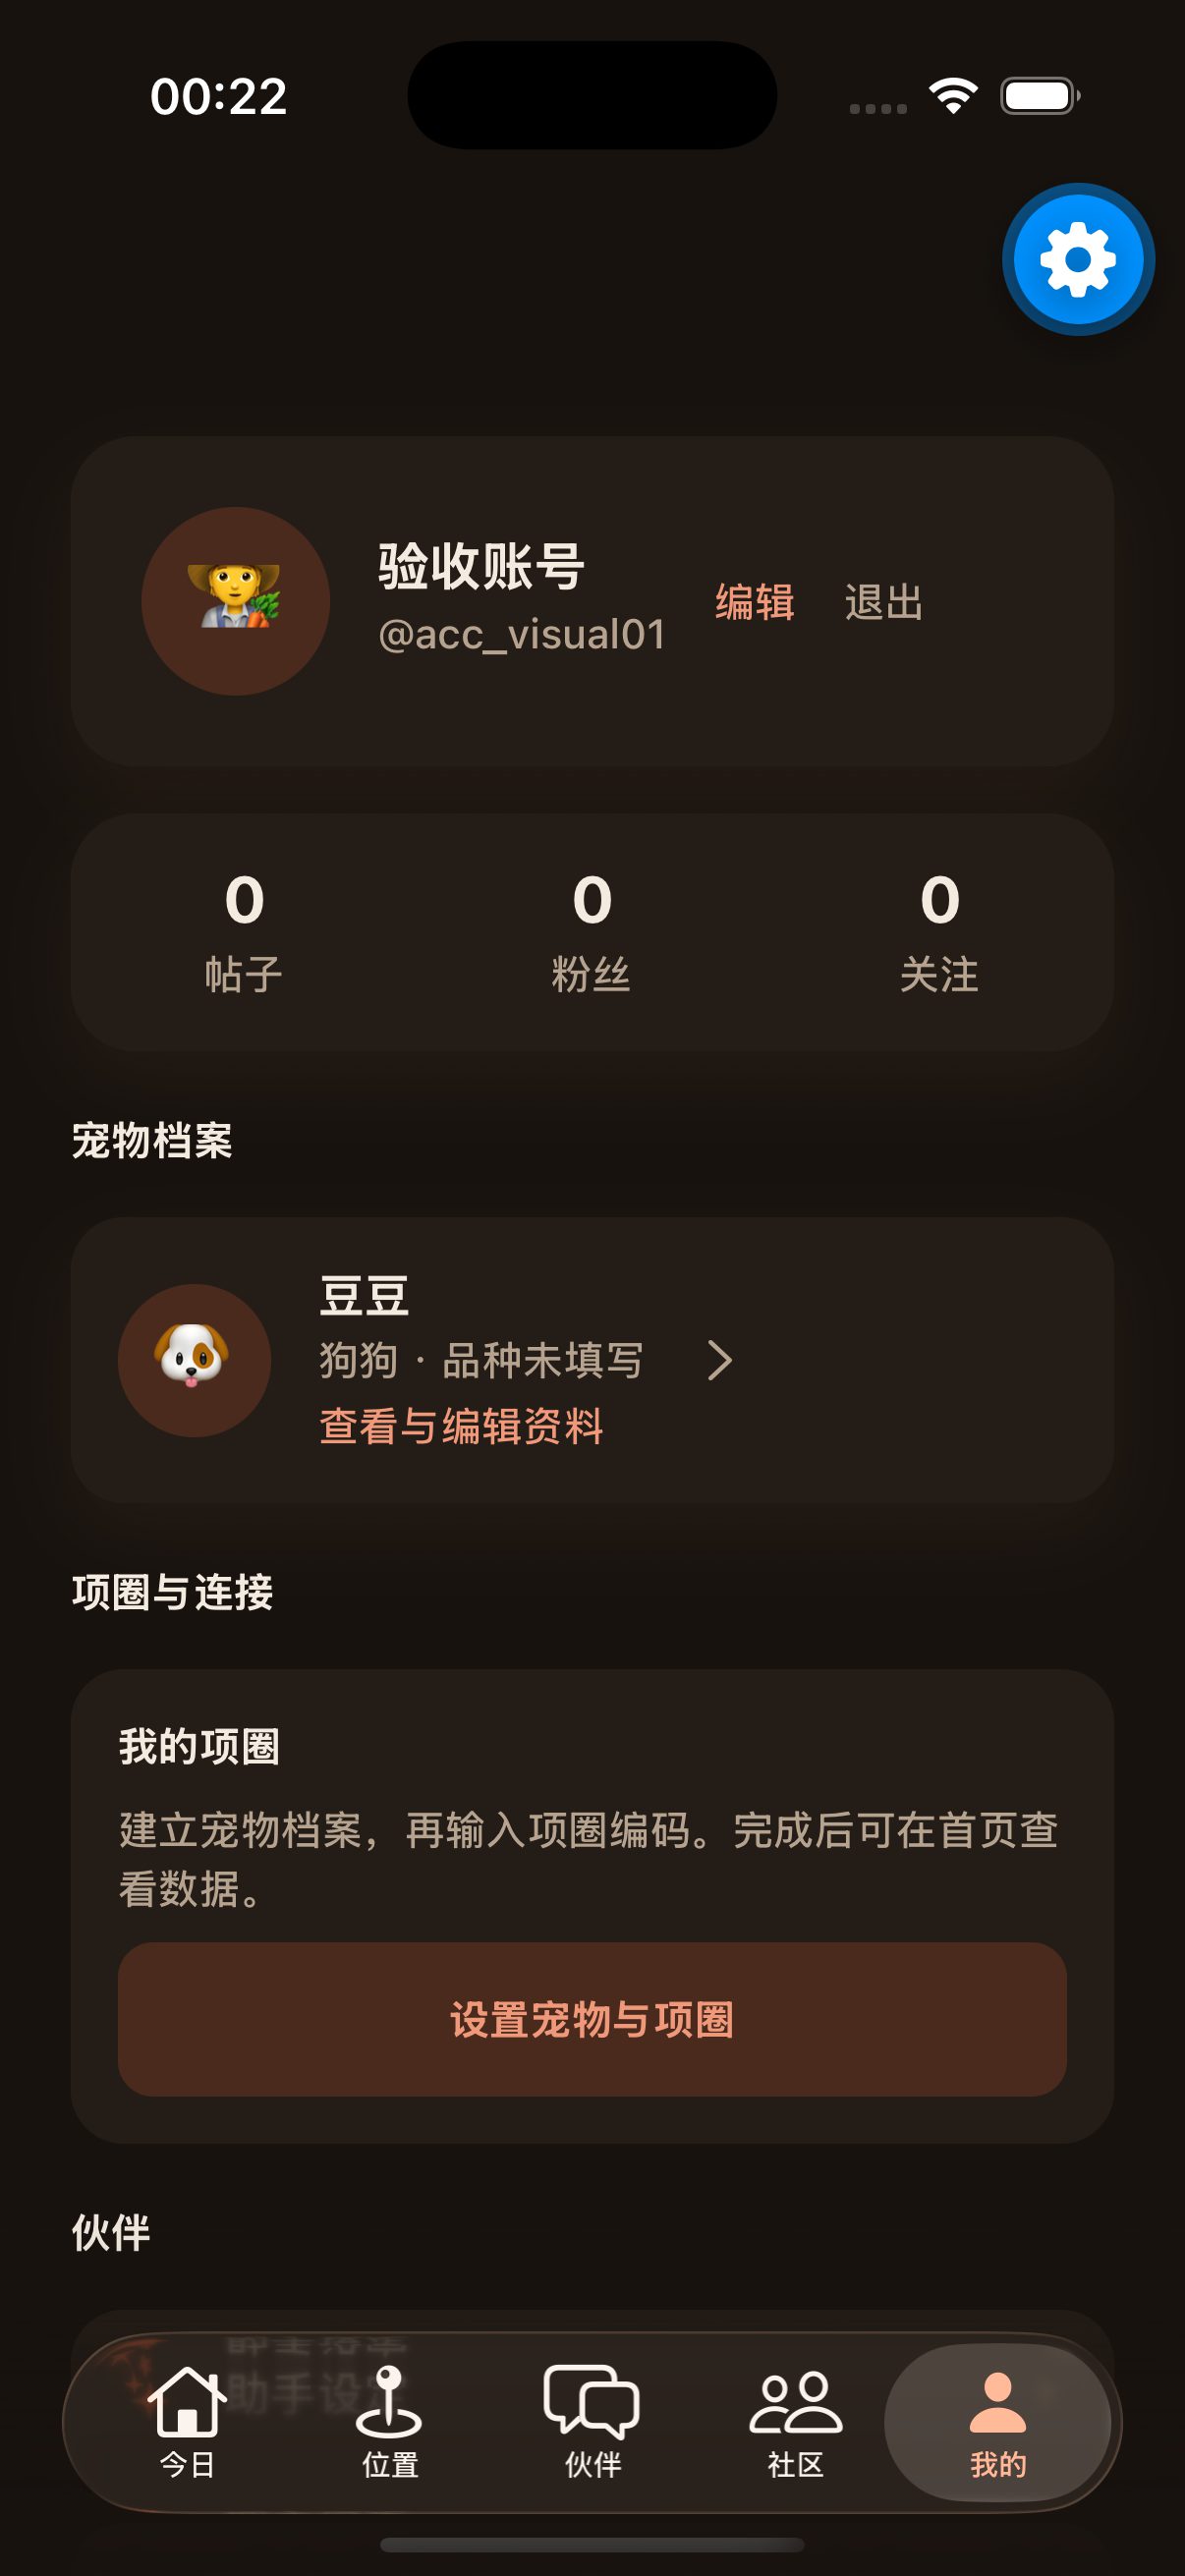 00:22
验收账号
@acc_visual01
编辑
退出
0
0
0
帖子
粉丝
关注
宠物档案
豆豆
狗狗 · 品种未填写
查看与编辑资料
项圈与连接
我的项圈
建立宠物档案，再输入项圈编码。完成后可在首页查
看数据。
设置宠物与项圈
伙伴
助手设定
今日
位置
伙伴
社区
我的